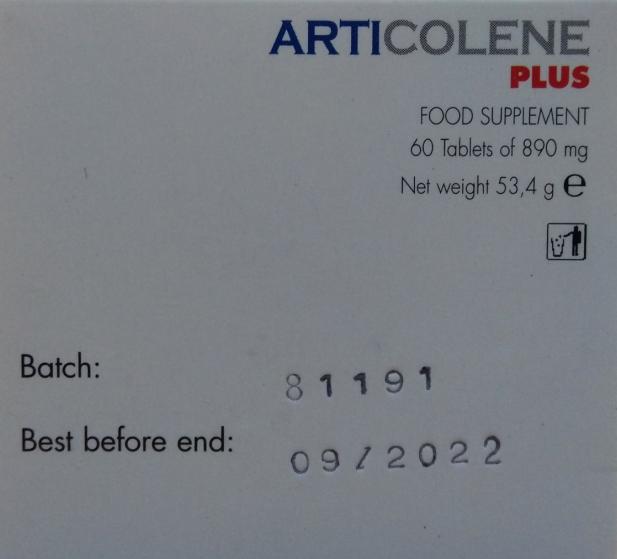 ARTICOLENE
PLUS
FOOD SUPPLEMENT
60 Tablets of 890 mg
Net weight 53,4 g ℮
Batch: 81191
Best before end: 09/2022